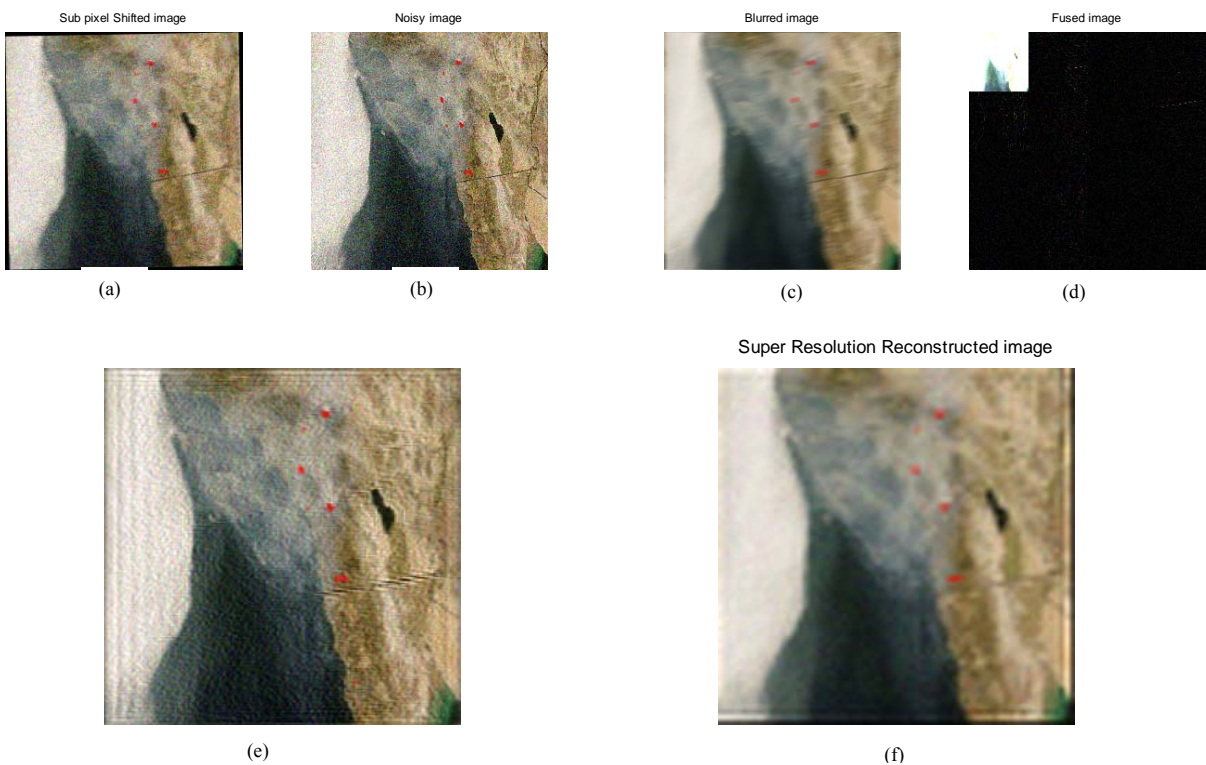 Sub pixel Shifted image
Noisy image
Blurred image
Fused image
(a)
(b)
(c)
(d)
Super Resolution Reconstructed image
(e)
(f)